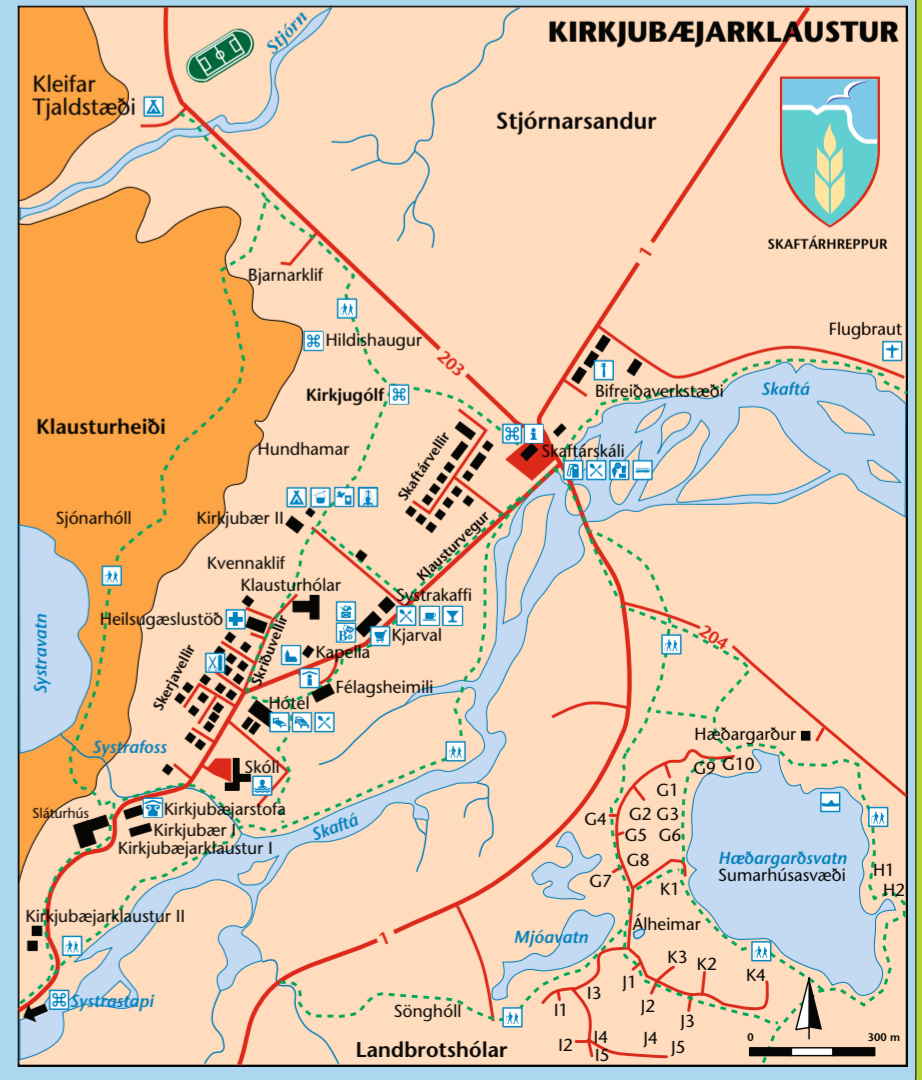 KIRKJUBÆJARKLAUSTUR
Stjórn
Kleifar
Tjaldstæði
Stjórnarsandur
SKAFTÁRHREPPUR
1
Bjarnarklif
Hildishaugur
203
Flugbraut
Kirkjugólf
Bifreiðaverkstæði
Skaftá
Klausturheiði
Hundhamar
Skaftárvellir
Skaftárskáli
Sjónarhóll
Kirkjubær II
Klausturvegur
Kvennaklif
Klausturhólar
Systrakaffi
Heilsugæslustöð
Kjarval
Skriðuvellir
Kapella
204
Systravatn
Skerjavellir
Félagsheimili
Hótel
Hæðargarður
Systrafoss
Skóli
G9
G10
G1
Sláturhús
Kirkjubæjarstofa
Skaftá
G4
G2
G3
Kirkjubær I
G5
G6
Kirkjubæjarklaustur I
G8
Hæðargarðsvatn
Sumarhúsasvæði
G7
K1
H1
H2
Kirkjubæjarklaustur II
Álheimar
1
Mjóavatn
K3
K2
K4
J1
Systrastapi
I3
J2
Sönghóll
I1
J3
I4
J4
I2
I5
J5
Landbrotshólar
0
300 m